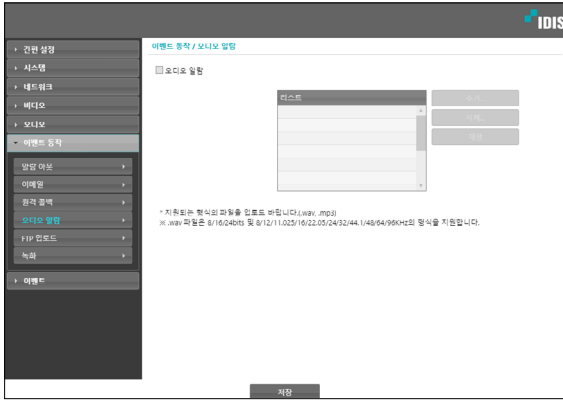 IDIS
이벤트 동작 / 오디오 알람
간편 설정
시스템
네트워크
비디오
오디오
이벤트 동작
알람 아웃
이메일
원격 콜백
오디오 알람
FTP 업로드
녹화
이벤트
오디오 알람
리스트
추가...
삭제...
저장
* 지원되는 형식의 파일을 업로드 바랍니다.(.wav, .mp3)
※ .wav 파일은 8/16/24bits 및 8/12/11.025/16/22.05/24/32/44.1/48/64/96KHz의 형식을 지원합니다.
저장